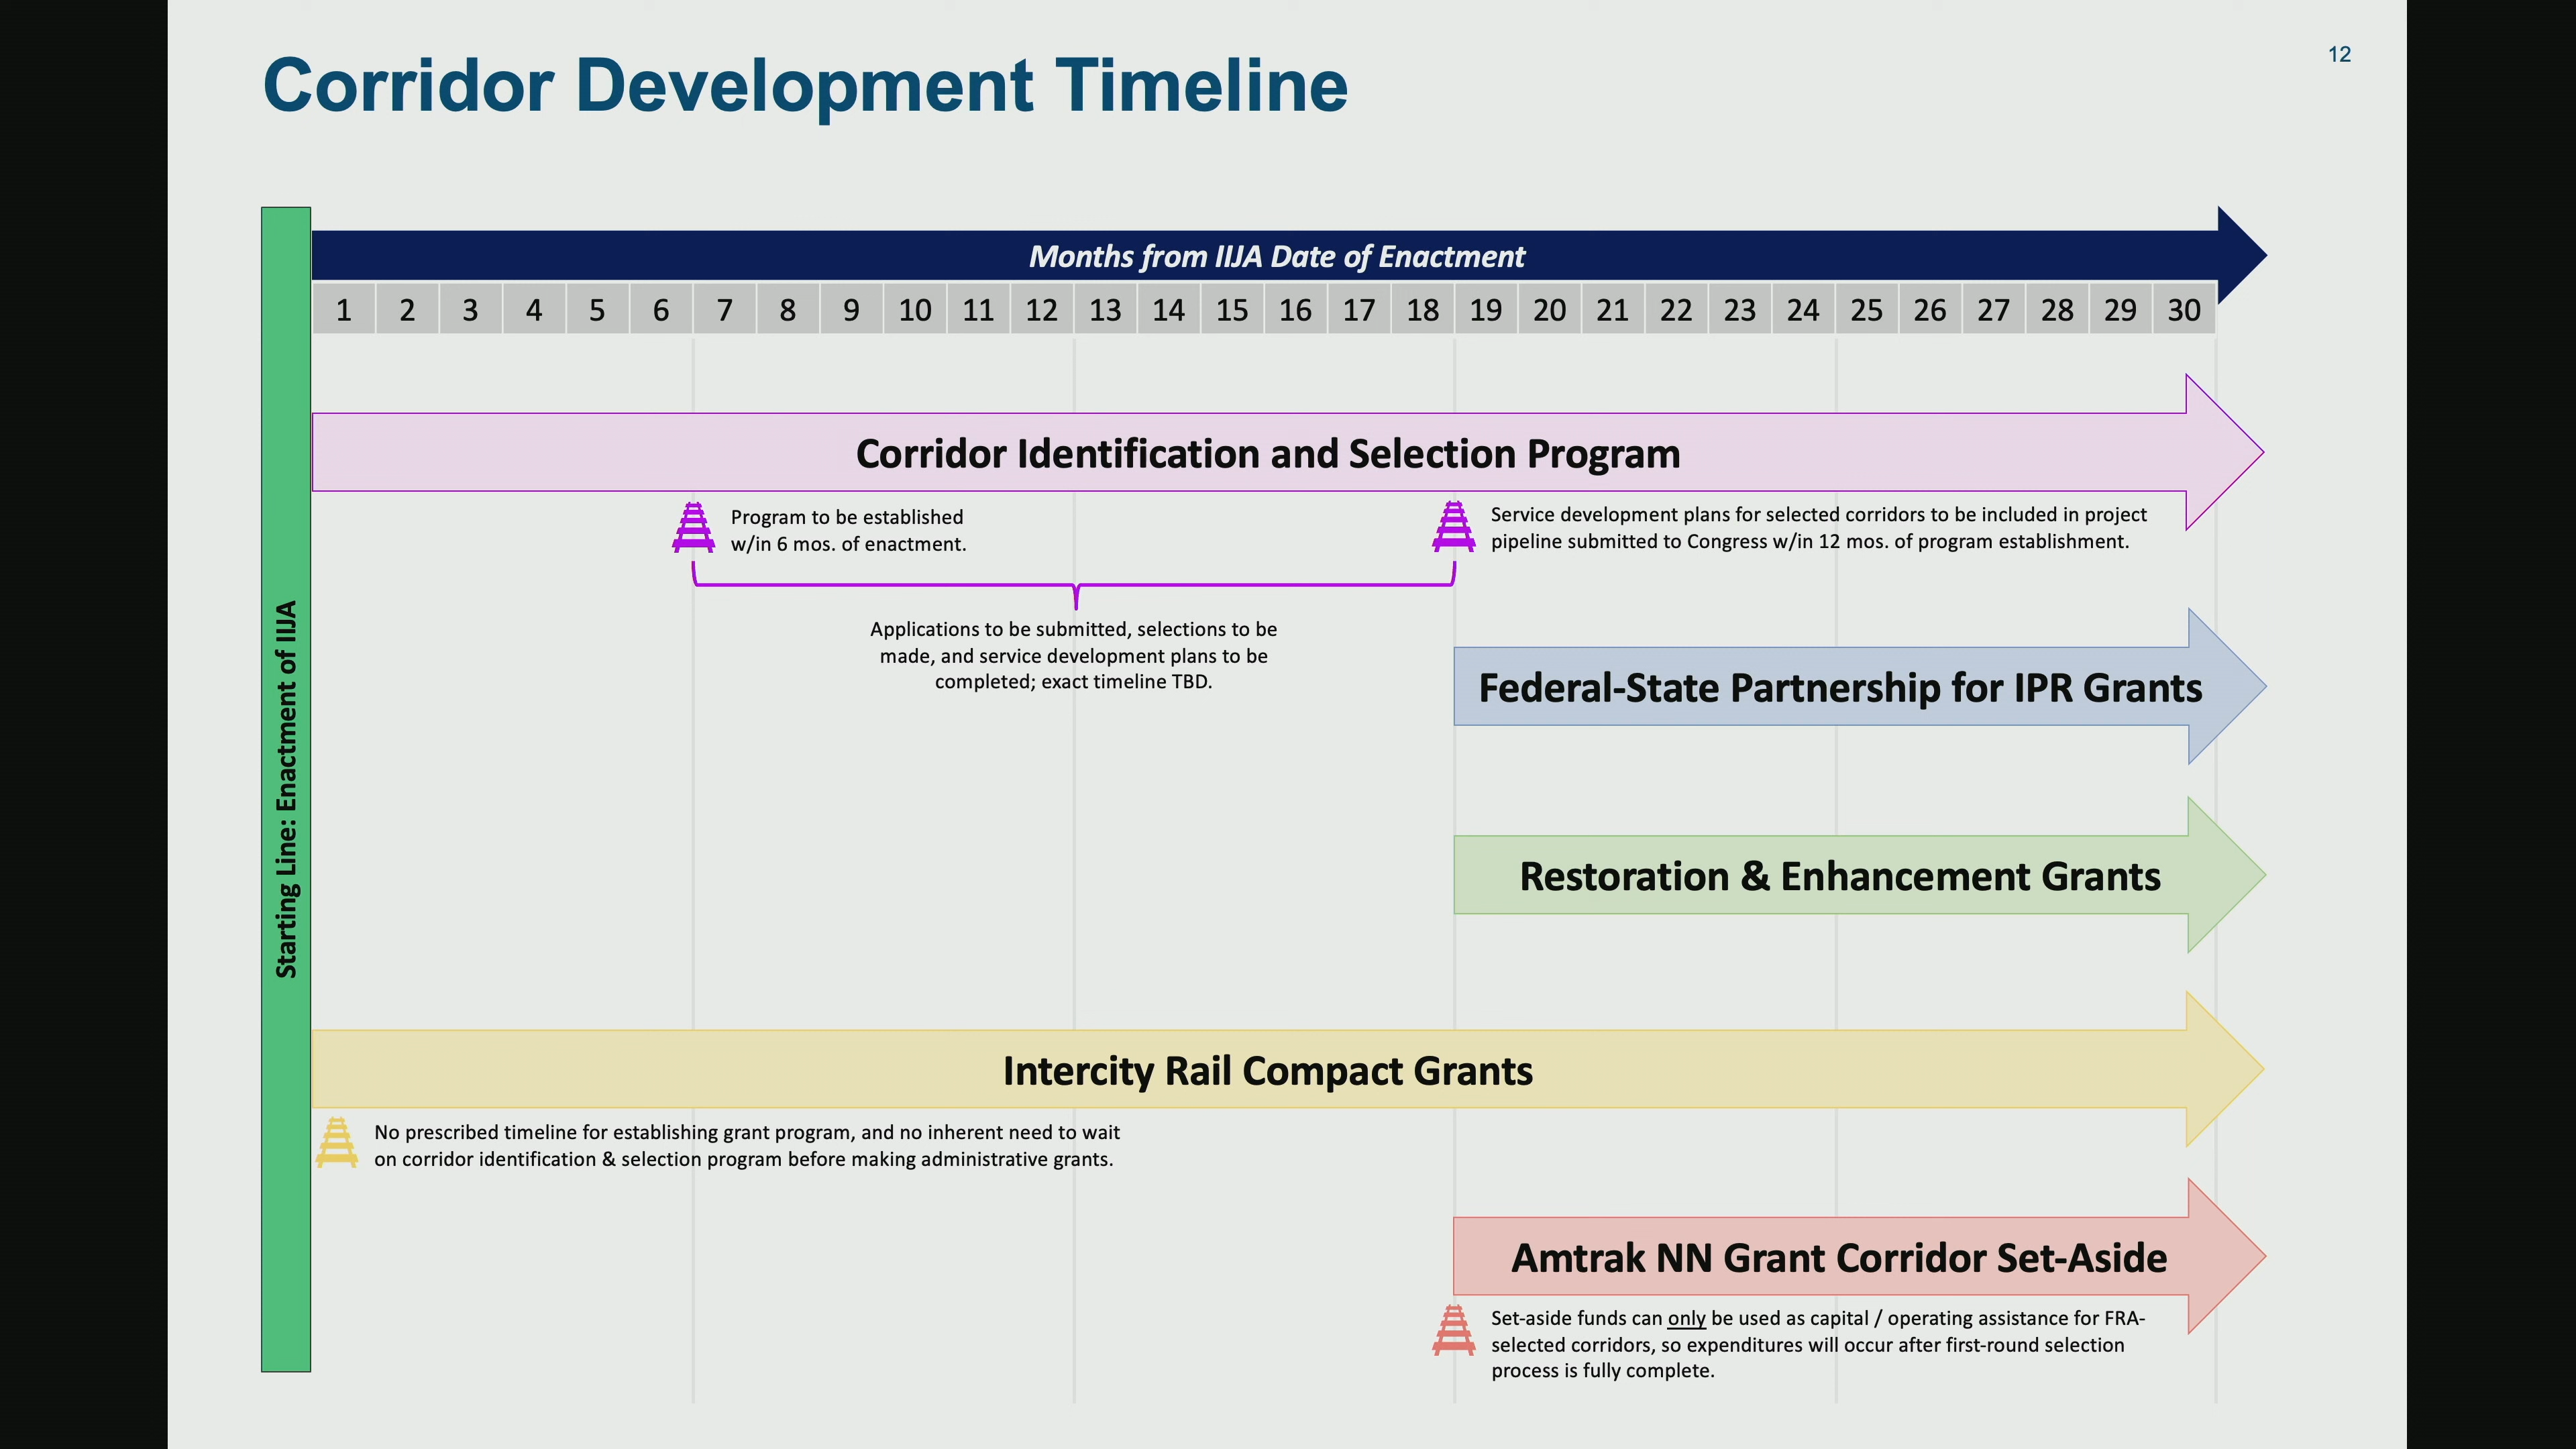 12
Corridor Development Timeline
Months from IIJA Date of Enactment
1 2 3 4 5 6 7 8 9 10 11 12 13 14 15 16 17 18 19 20 21 22 23 24 25 26 27 28 29 30
Starting Line: Enactment of IIJA
Corridor Identification and Selection Program
Program to be established
w/in 6 mos. of enactment.
Service development plans for selected corridors to be included in project
pipeline submitted to Congress w/in 12 mos. of program establishment.
Applications to be submitted, selections to be
made, and service development plans to be
completed; exact timeline TBD.
Federal-State Partnership for IPR Grants
Restoration & Enhancement Grants
Intercity Rail Compact Grants
No prescribed timeline for establishing grant program, and no inherent need to wait
on corridor identification & selection program before making administrative grants.
Amtrak NN Grant Corridor Set-Aside
Set-aside funds can only be used as capital / operating assistance for FRA-
selected corridors, so expenditures will occur after first-round selection
process is fully complete.